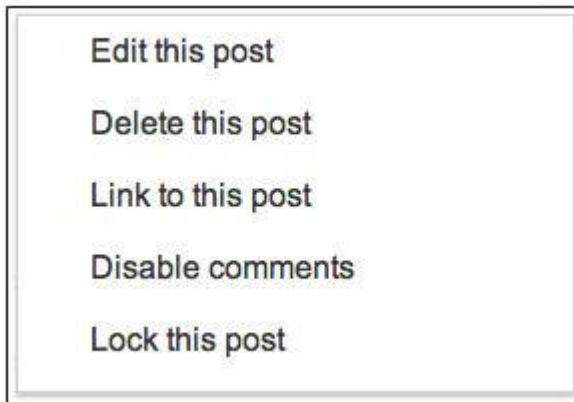 Edit this post
Delete this post
Link to this post
Disable comments
Lock this post